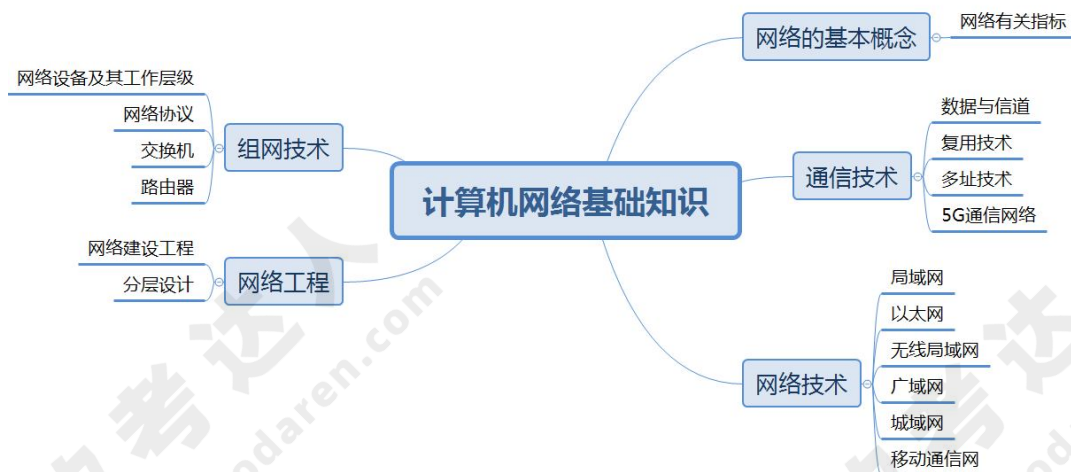 计算机网络基础知识
网络的基本概念
网络有关指标
通信技术
数据与信道
复用技术
多址技术
5G通信网络
网络技术
局域网
以太网
无线局域网
广域网
城域网
移动通信网
组网技术
网络设备及其工作层级
网络协议
交换机
路由器
网络工程
网络建设工程
分层设计
考达人
odaren.com